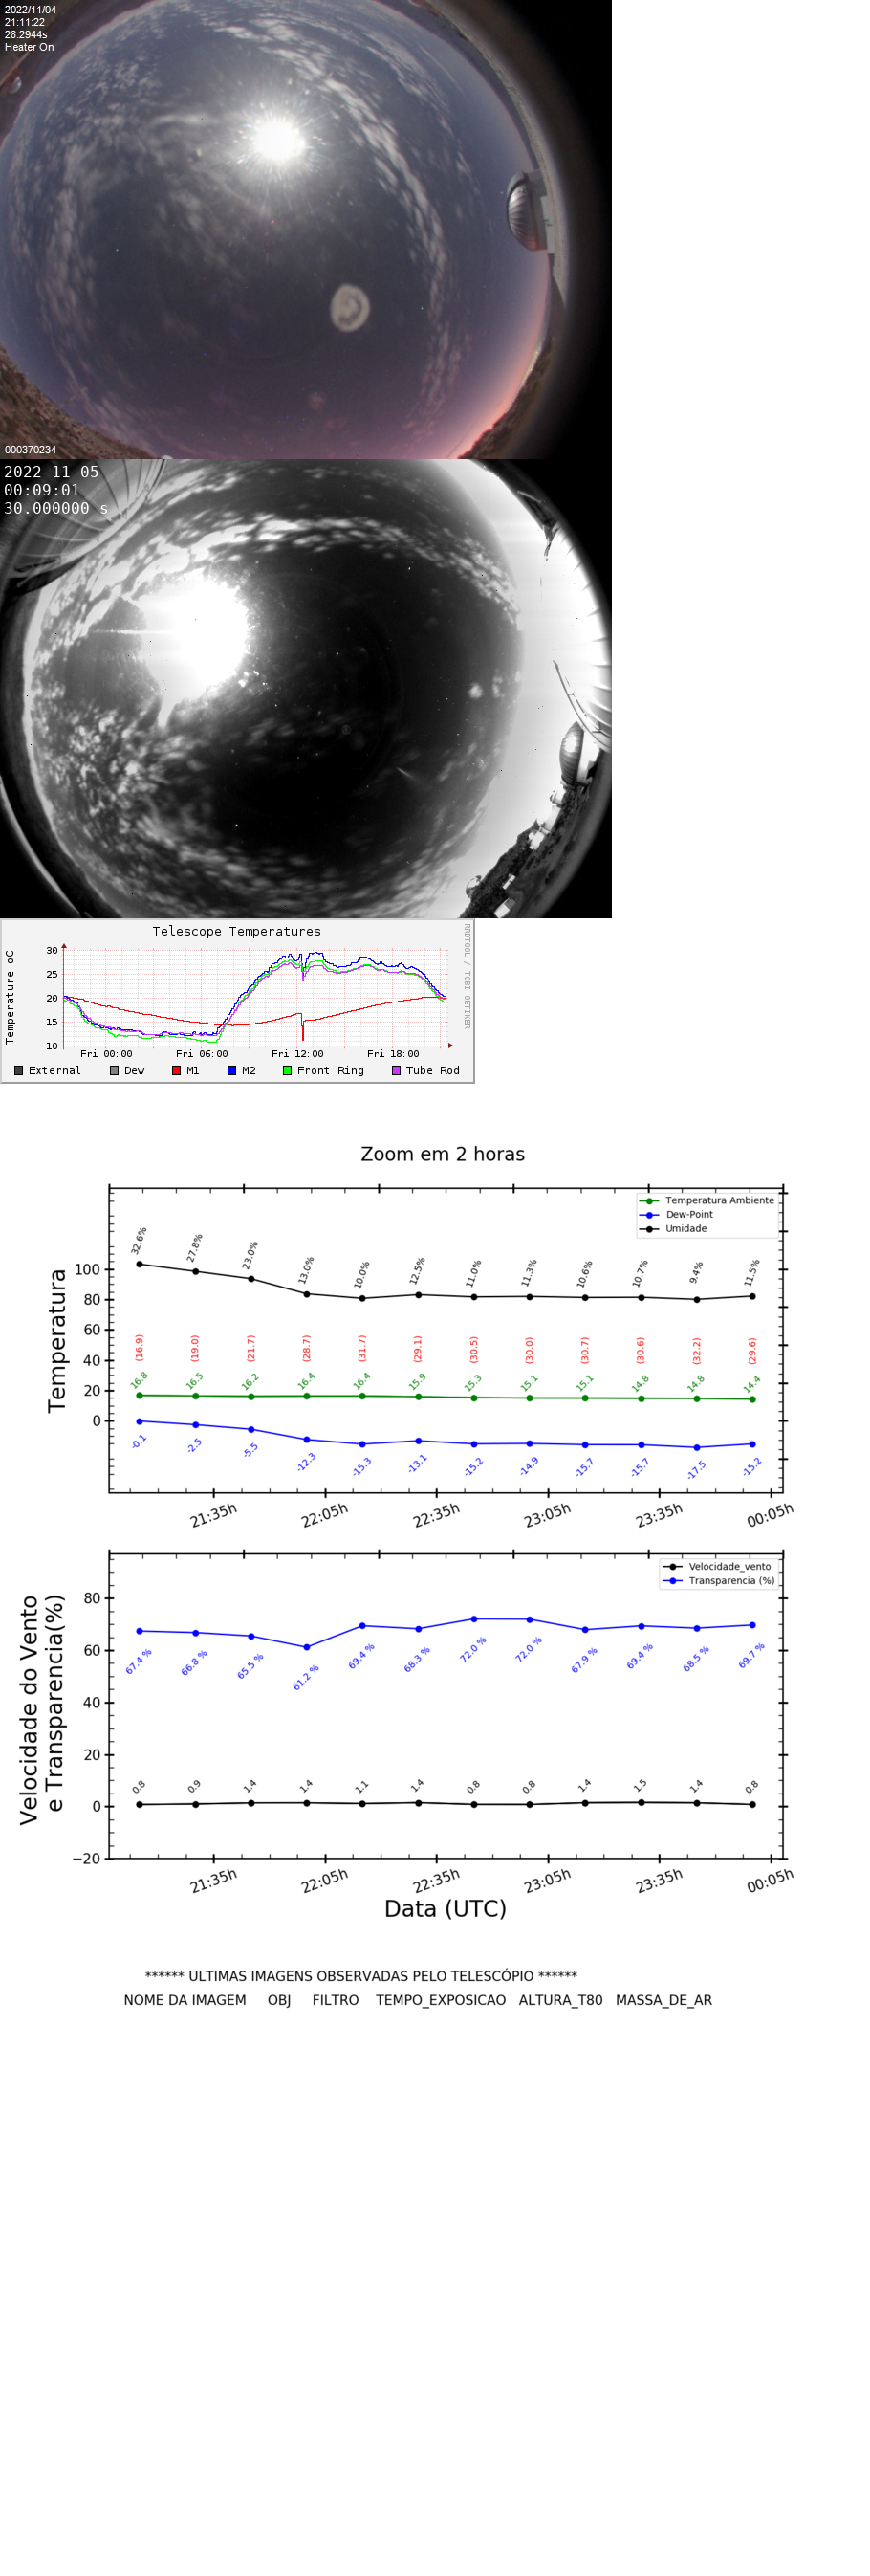 2022/11/04
21:11:22
28.2944s
Heater On
000370234
2022-11-05
00:09:01
30.000000 s
Telescope Temperatures
RRDTOOL / TOBI OETIKER
Temperature oC
30
25
20
15
10
Fri 00:00 Fri 06:00 Fri 12:00 Fri 18:00
External Dew M1 M2 Front Ring Tube Rod
Zoom em 2 horas
Temperatura Ambiente
Dew-Point
Umidade
Temperatura
100
80
60
40
20
0
32.6% 27.8% 23.0% 13.0% 10.0% 12.5% 11.0% 11.3% 10.6% 10.7% 9.4% 11.5%
(16.9) (19.0) (21.7) (28.7) (31.7) (29.1) (30.5) (30.0) (30.7) (30.6) (32.2) (29.6)
16.8 16.5 16.2 16.4 16.4 15.9 15.3 15.1 15.1 14.8 14.8 14.4
-0.1 -2.5 -5.5 -12.3 -15.3 -13.1 -15.2 -14.9 -15.7 -15.7 -17.5 -15.2
21:35h 22:05h 22:35h 23:05h 23:35h 00:05h
Velocidade_vento
Transparencia (%)
Velocidade do Vento
e Transparencia(%)
80
60
40
20
0
−20
67.4 % 66.8 % 65.5 % 61.2 % 69.4 % 68.3 % 72.0 % 72.0 % 67.9 % 69.4 % 68.5 % 69.7 %
0.8 0.9 1.4 1.4 1.1 1.4 0.8 0.8 1.4 1.5 1.4 0.8
21:35h 22:05h 22:35h 23:05h 23:35h 00:05h
Data (UTC)
****** ULTIMAS IMAGENS OBSERVADAS PELO TELESCÓPIO ******
NOME DA IMAGEM OBJ FILTRO TEMPO_EXPOSICAO ALTURA_T80 MASSA_DE_AR